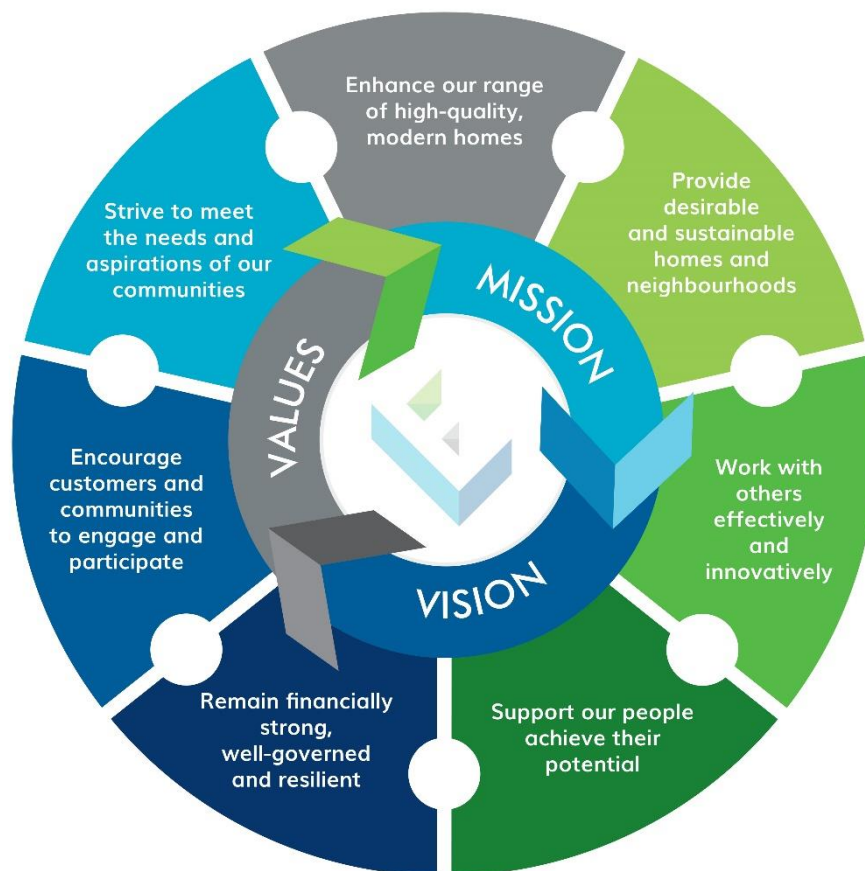 Enhance our range
of high-quality,
modern homes
Provide
desirable
and sustainable
homes and
neighbourhoods
Work with
others
effectively
and
innovatively
Support our people
achieve their
potential
Remain financially
strong,
well-governed
and resilient
Encourage
customers and
communities
to engage and
participate
Strive to meet
the needs and
aspirations of our
communities
MISSION
VISION
VALUES